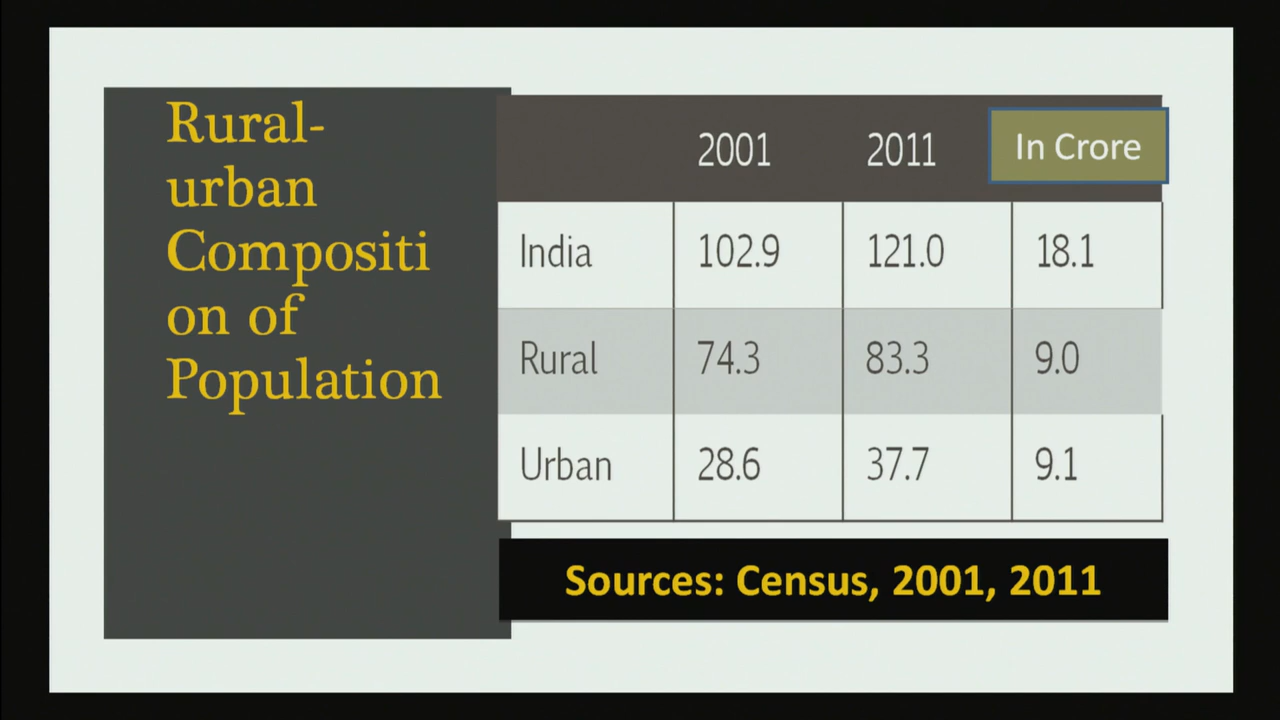 Rural-
urban
Compositi
on of
Population
2001 2011 In Crore
India 102.9 121.0 18.1
Rural 74.3 83.3 9.0
Urban 28.6 37.7 9.1
Sources: Census, 2001, 2011